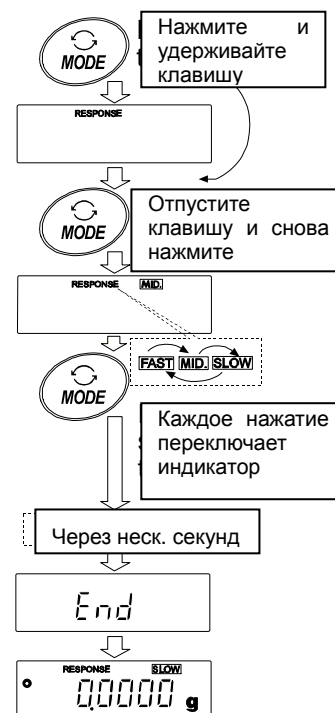 Нажмите и
удерживайте
клавишу
MODE
RESPONSE
Отпустите
клавишу и снова
нажмите
MODE
RESPONSE MID.
FAST MID. SLOW
MODE
Каждое нажатие
переключает
индикатор
Через неск. секунд
End
RESPONSE SLOW
0.0000 g